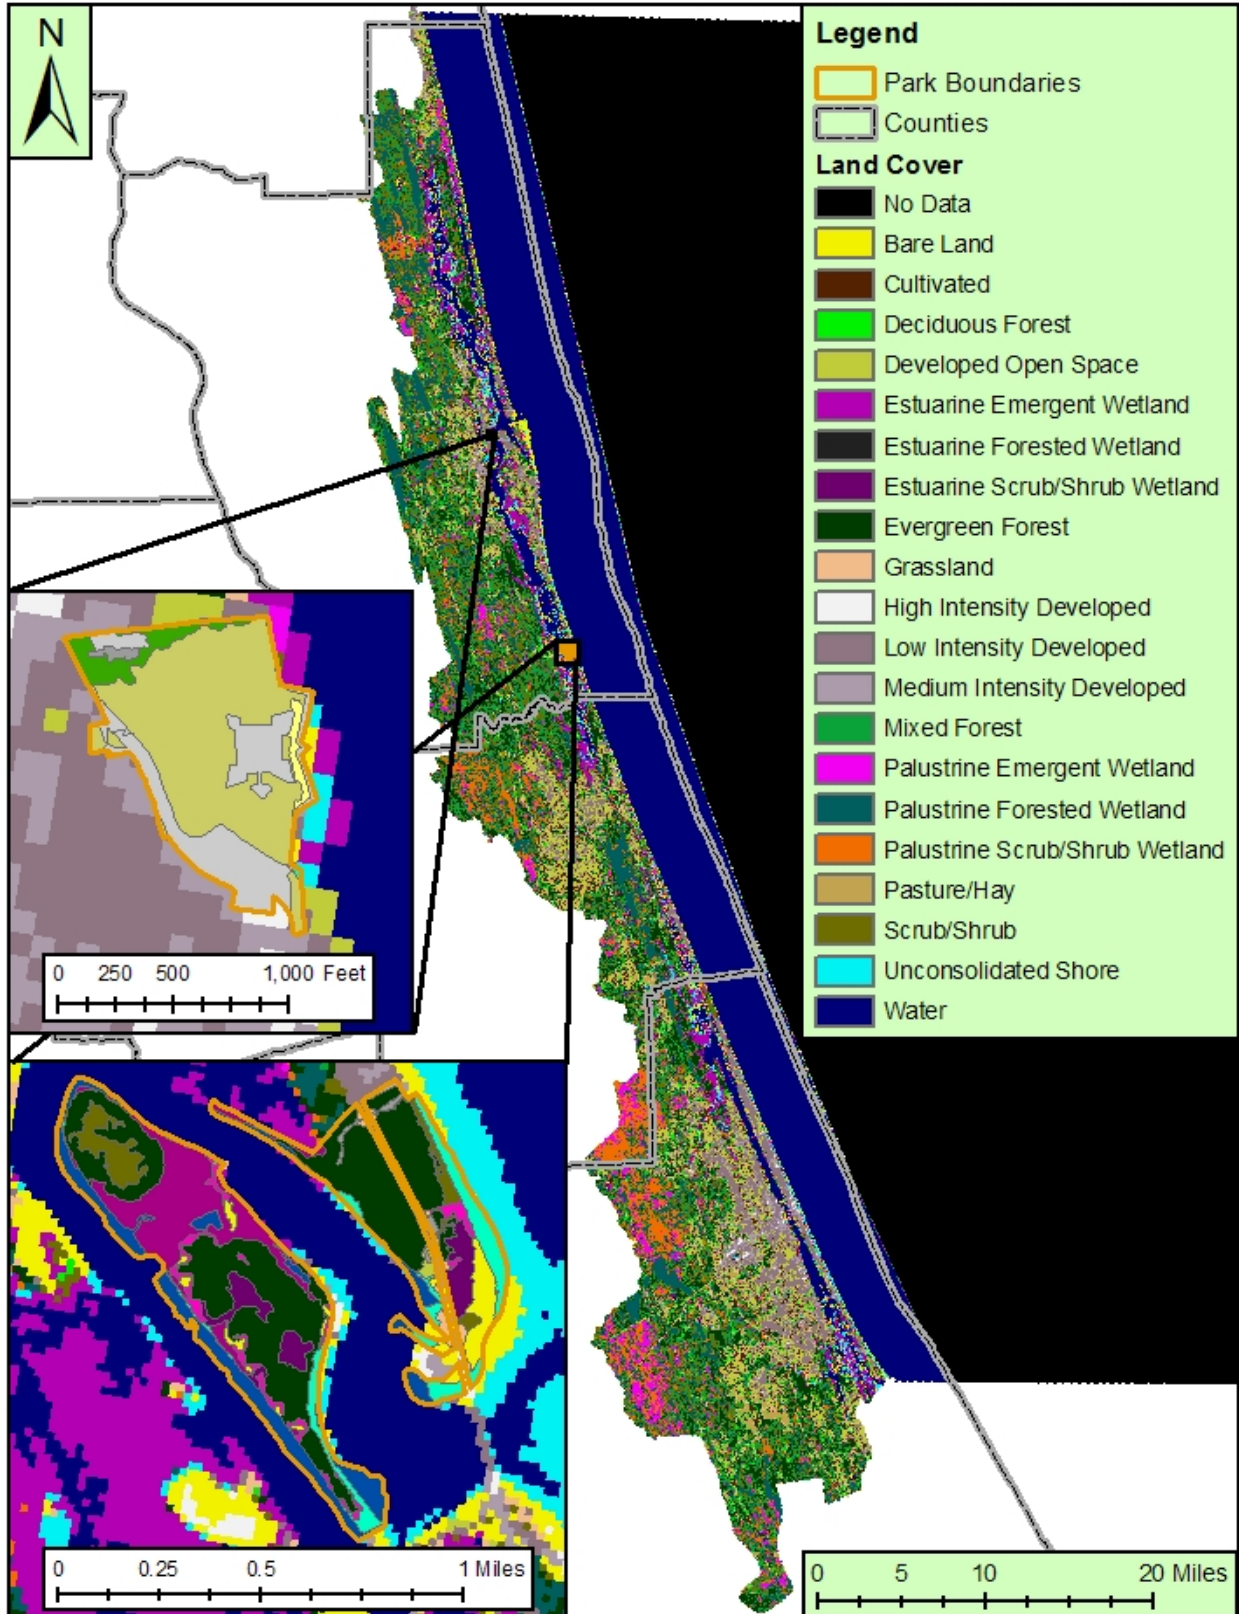 N
Legend
Park Boundaries
Counties
Land Cover
No Data
Bare Land
Cultivated
Deciduous Forest
Developed Open Space
Estuarine Emergent Wetland
Estuarine Forested Wetland
Estuarine Scrub/Shrub Wetland
Evergreen Forest
Grassland
High Intensity Developed
Low Intensity Developed
Medium Intensity Developed
Mixed Forest
Palustrine Emergent Wetland
Palustrine Forested Wetland
Palustrine Scrub/Shrub Wetland
Pasture/Hay
Scrub/Shrub
Unconsolidated Shore
Water
0 250 500 1,000 Feet
0 0.25 0.5 1 Miles
0 5 10 20 Miles